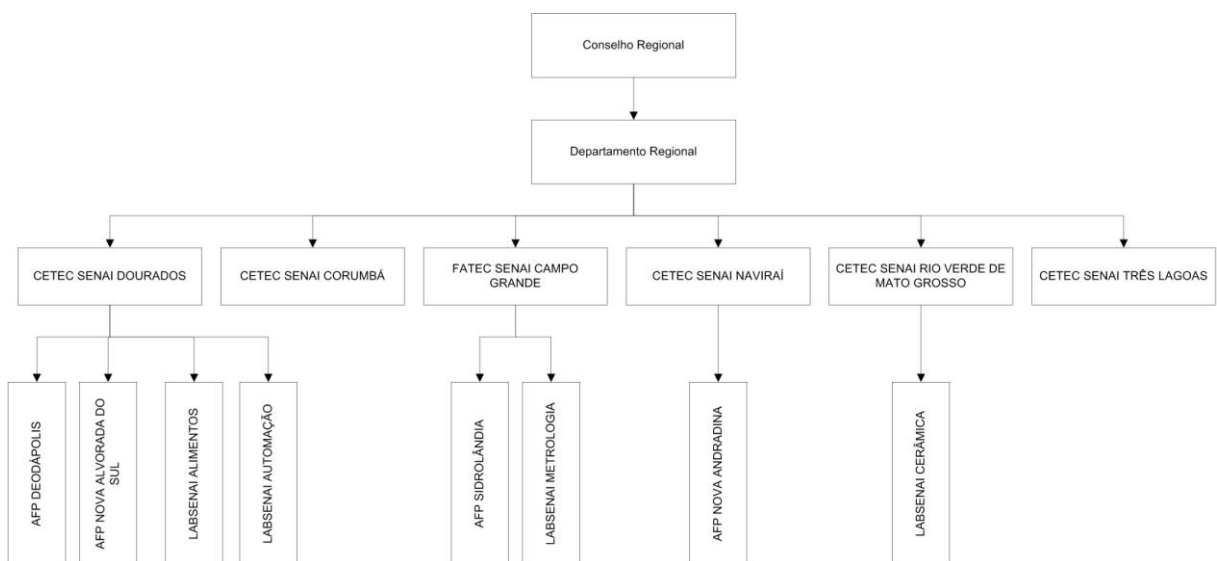 Conselho Regional
Departamento Regional
CETEC SENAI DOURADOS
CETEC SENAI CORUMBÁ
FATEC SENAI CAMPO
GRANDE
CETEC SENAI NAVIRAÍ
CETEC SENAI RIO VERDE DE
MATO GROSSO
CETEC SENAI TRÊS LAGOAS
AFP DEODÁPOLIS
AFP NOVA ALVORADA DO
SUL
LABSENAI ALIMENTOS
LABSENAI AUTOMAÇÃO
AFP SIDROLÂNDIA
LABSENAI METROLOGIA
AFP NOVA ANDRADINA
LABSENAI CERÂMICA